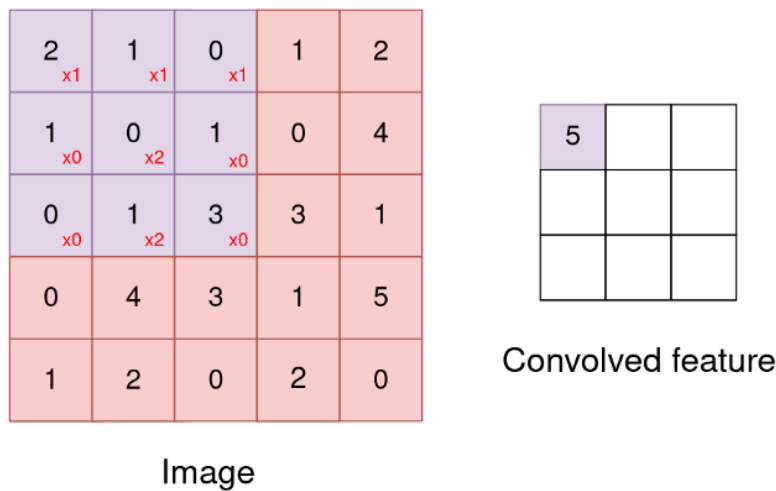 2 x1 1 x1 0 x1 1 2
1 x0 0 x2 1 x0 0 4
5
0 x0 1 x2 3 x0 3 1
0 4 3 1 5
1 2 0 2 0
Convolved feature
Image